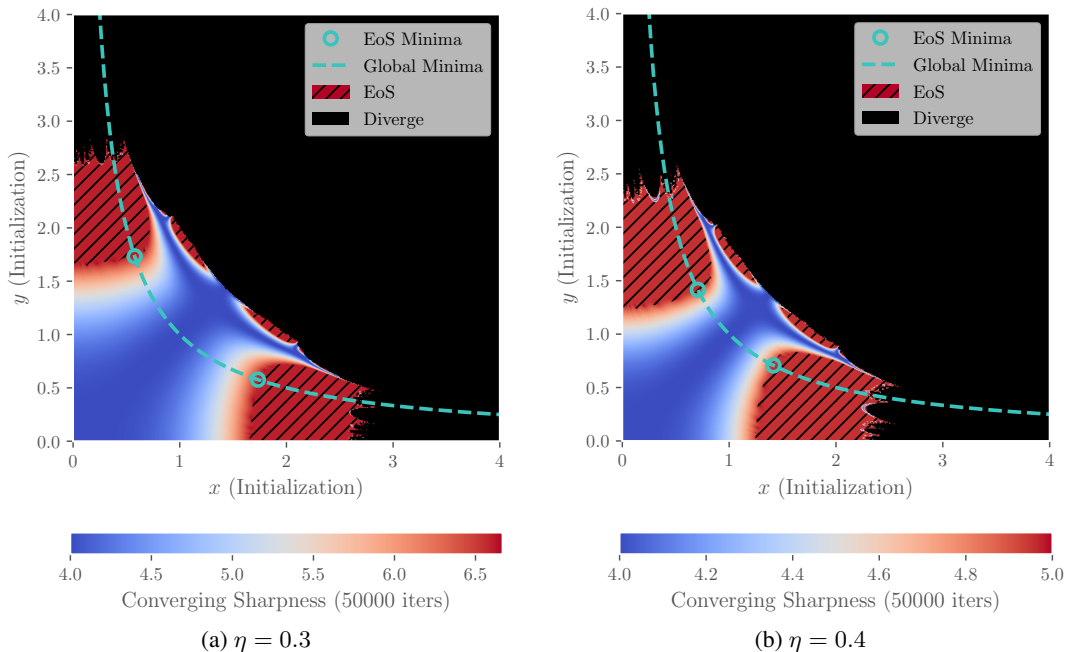 4.0
3.5
3.0
2.5
2.0
1.5
1.0
0.5
0.0
y (Initialization)
EoS Minima
Global Minima
EoS
Diverge
0 1 2 3 4
x (Initialization)
4.0 4.5 5.0 5.5 6.0 6.5
Converging Sharpness (50000 iters)
(a) η = 0.3
4.0
3.5
3.0
2.5
2.0
1.5
1.0
0.5
0.0
y (Initialization)
EoS Minima
Global Minima
EoS
Diverge
0 1 2 3 4
x (Initialization)
4.0 4.2 4.4 4.6 4.8 5.0
Converging Sharpness (50000 iters)
(b) η = 0.4